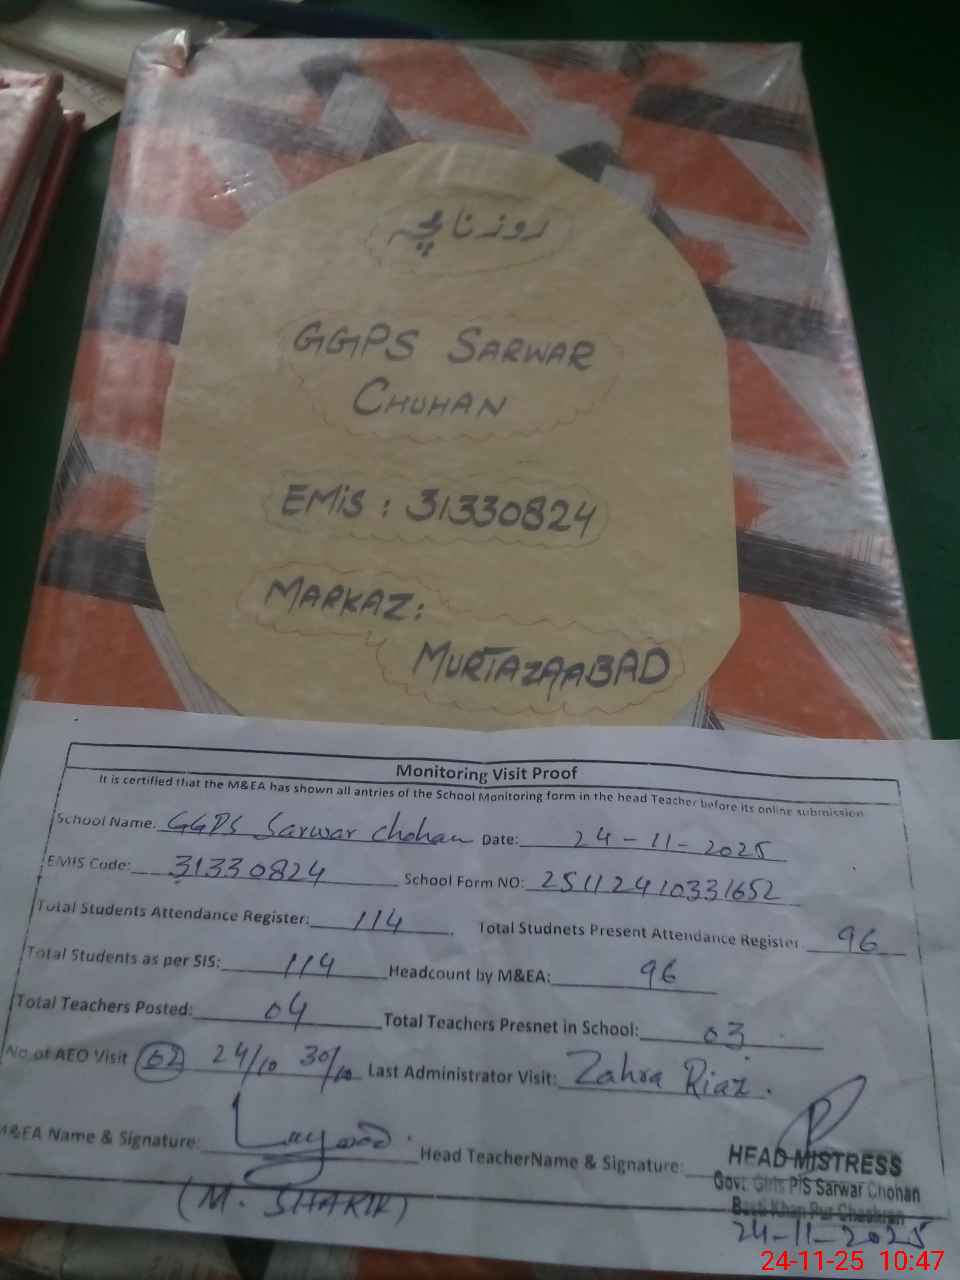 روزنامچہ
GGPS SARWAR
CHUHAN
EMiS : 31330824
MARKAZ:
MURTAZAABAD
Monitoring Visit Proof
It is certified that the M&EA has shown all antries of the School Monitoring form in the head Teacher before its online submission
School Name: GGPS Sarwar Chohan Date: 24-11-2025
EMIS Code: 31330824 School Form NO: 25112410331652
Total Students Attendance Register: 114 Total Studnets Present Attendance Register 96
Total Students as per SIS: 114 Headcount by M&EA: 96
Total Teachers Posted: 04 Total Teachers Presnet in School: 03
No of AEO Visit 02 24/10 30/10 Last Administrator Visit: Zahra Riaz.
M&EA Name & Signature: Head TeacherName & Signature:
HEAD MISTRESS
Govt. Girls P/S Sarwar Chohan
Basti Khan Pur
(M. SHARIK)
24-11-2025
24-11-25 10:47